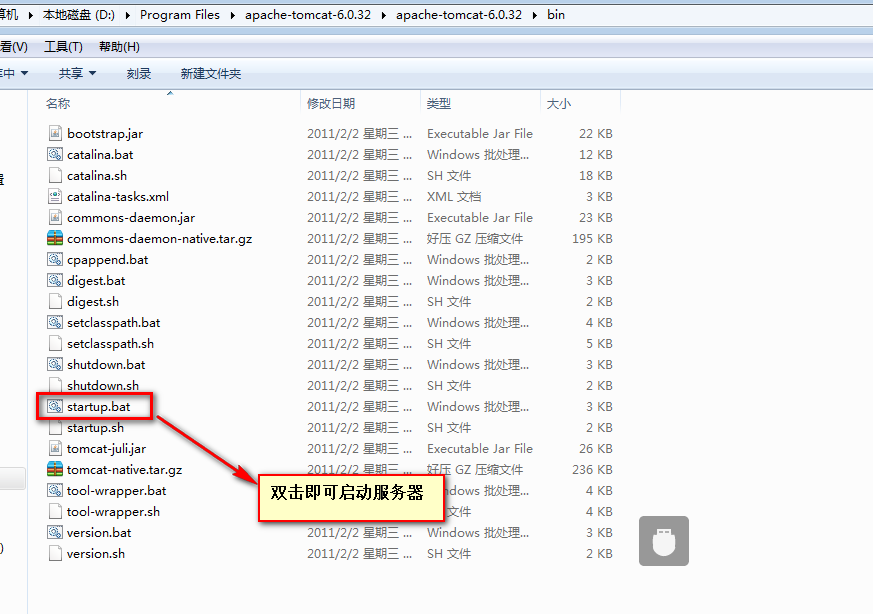 算机 ▸ 本地磁盘 (D:) ▸ Program Files ▸ apache-tomcat-6.0.32 ▸ apache-tomcat-6.0.32 ▸ bin
看(V) 工具(T) 帮助(H)
库中 共享 刻录 新建文件夹
名称 修改日期 类型 大小
bootstrap.jar 2011/2/2 星期三 ... Executable Jar File 22 KB
catalina.bat 2011/2/2 星期三 ... Windows 批处理... 12 KB
catalina.sh 2011/2/2 星期三 ... SH 文件 18 KB
catalina-tasks.xml 2011/2/2 星期三 ... XML 文档 3 KB
commons-daemon.jar 2011/2/2 星期三 ... Executable Jar File 23 KB
commons-daemon-native.tar.gz 2011/2/2 星期三 ... 好压 GZ 压缩文件 195 KB
cpappend.bat 2011/2/2 星期三 ... Windows 批处理... 2 KB
digest.bat 2011/2/2 星期三 ... Windows 批处理... 3 KB
digest.sh 2011/2/2 星期三 ... SH 文件 2 KB
setclasspath.bat 2011/2/2 星期三 ... Windows 批处理... 4 KB
setclasspath.sh 2011/2/2 星期三 ... SH 文件 5 KB
shutdown.bat 2011/2/2 星期三 ... Windows 批处理... 3 KB
shutdown.sh 2011/2/2 星期三 ... SH 文件 2 KB
startup.bat 2011/2/2 星期三 ... Windows 批处理... 3 KB
startup.sh 2011/2/2 星期三 ... SH 文件 2 KB
tomcat-juli.jar 2011/2/2 星期三 ... Executable Jar File 26 KB
tomcat-native.tar.gz 2011/2/2 星期三 ... 好压 GZ 压缩文件 236 KB
双击即可启动服务器
tool-wrapper.bat dows 批处理... 4 KB
tool-wrapper.sh 文件 4 KB
version.bat 2011/2/2 星期三 ... Windows 批处理... 3 KB
version.sh 2011/2/2 星期三 ... SH 文件 2 KB